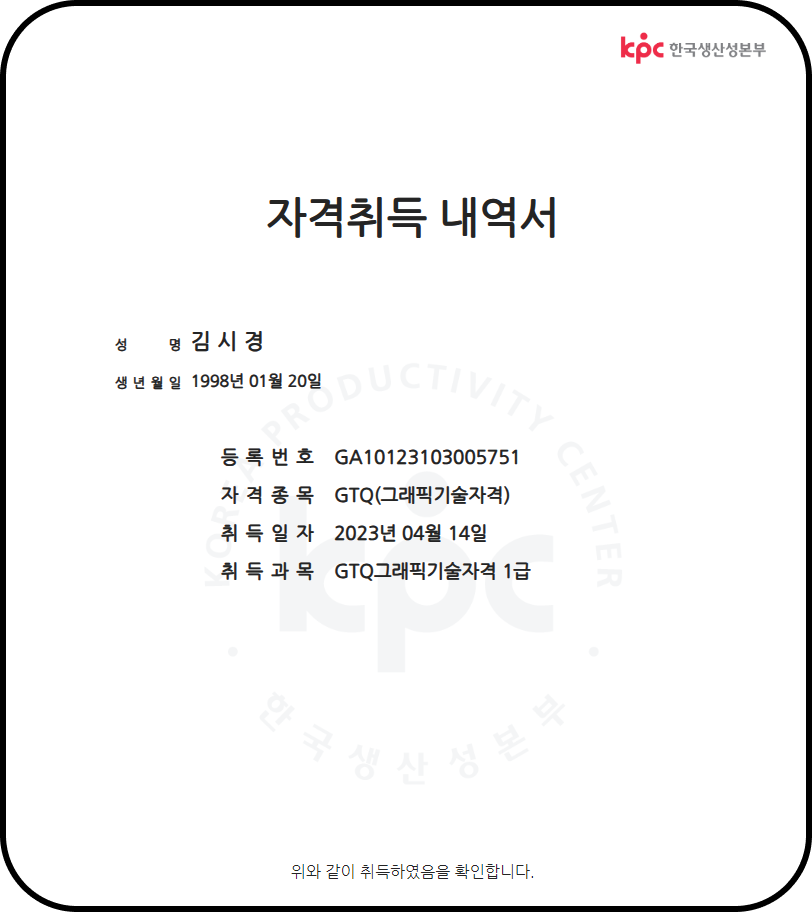 kpc 한국생산성본부
자격취득 내역서
성 명 김 시 경
생 년 월 일 1998년 01월 20일
KOREA PRODUCTIVITY CENTER
등 록 번 호 GA10123103005751
자 격 종 목 GTQ(그래픽기술자격)
취 득 일 자 2023년 04월 14일
취 득 과 목 GTQ그래픽기술자격 1급
kpc
한국생산성본부
위와 같이 취득하였음을 확인합니다.